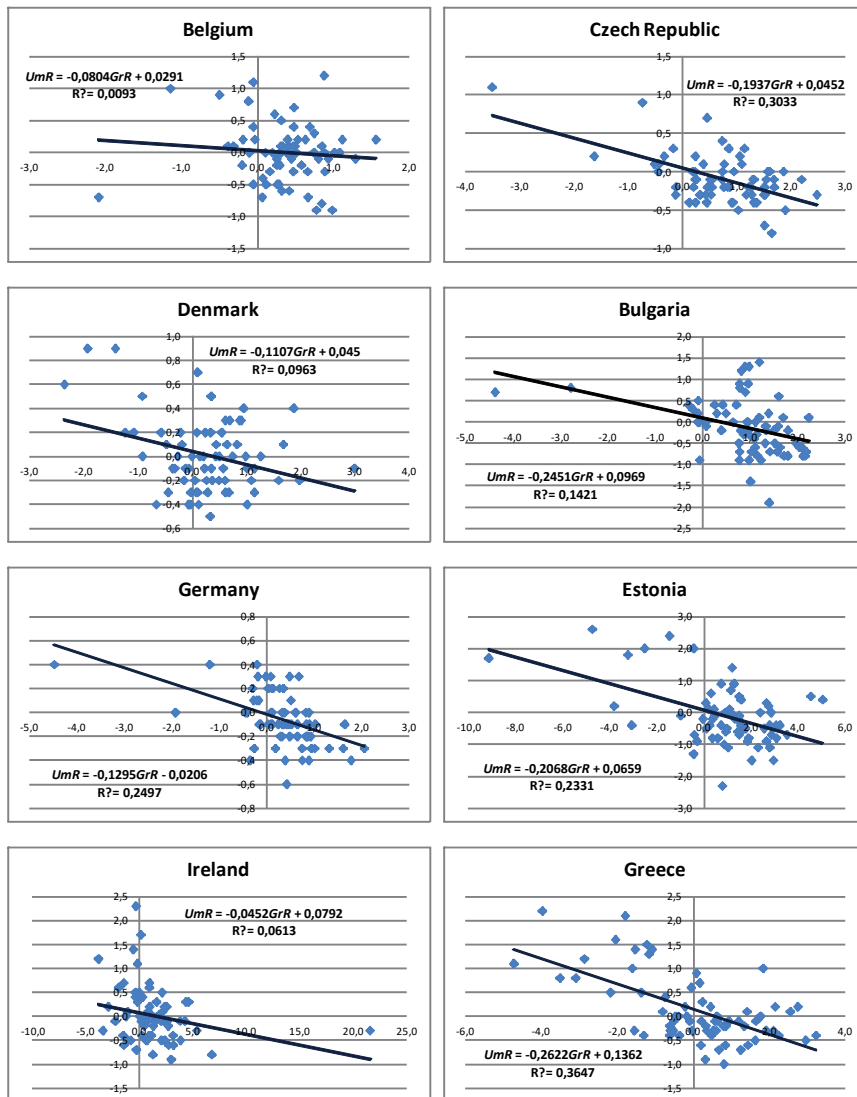 Belgium
1,5
UmR = -0,0804GrR + 0,0291
R?= 0,0093
1,0
0,5
0,0
-3,0 -2,0 -1,0 0,0 1,0 2,0
-0,5
-1,0
-1,5
Czech Republic
1,5
UmR = -0,1937GrR + 0,0452
R?= 0,3033
1,0
0,5
0,0
-4,0 -3,0 -2,0 -1,0 0,0 1,0 2,0 3,0
-0,5
-1,0
Denmark
1,0
UmR = -0,1107GrR + 0,045
R?= 0,0963
0,8
0,6
0,4
0,2
0,0
-3,0 -2,0 -1,0 0,0 1,0 2,0 3,0 4,0
-0,2
-0,4
-0,6
Bulgaria
2,0
1,5
1,0
0,5
0,0
-5,0 -4,0 -3,0 -2,0 -1,0 0,0 1,0 2,0 3,0
-0,5
-1,0
UmR = -0,2451GrR + 0,0969
R?= 0,1421
-1,5
-2,0
-2,5
Germany
0,8
0,6
0,4
0,2
0,0
-5,0 -4,0 -3,0 -2,0 -1,0 0,0 1,0 2,0 3,0
-0,2
-0,4
UmR = -0,1295GrR - 0,0206
R?= 0,2497
-0,6
-0,8
Estonia
3,0
2,0
1,0
0,0
-10,0 -8,0 -6,0 -4,0 -2,0 0,0 2,0 4,0 6,0
-1,0
UmR = -0,2068GrR + 0,0659
R?= 0,2331
-2,0
-3,0
Ireland
2,5
UmR = -0,0452GrR + 0,0792
R?= 0,0613
2,0
1,5
1,0
0,5
0,0
-10,0 -5,0 0,0 5,0 10,0 15,0 20,0 25,0
-0,5
-1,0
-1,5
Greece
2,5
2,0
1,5
1,0
0,5
0,0
-6,0 -4,0 -2,0 0,0 2,0 4,0 6,0
-0,5
UmR = -0,2622GrR + 0,1362
R?= 0,3647
-1,0
-1,5